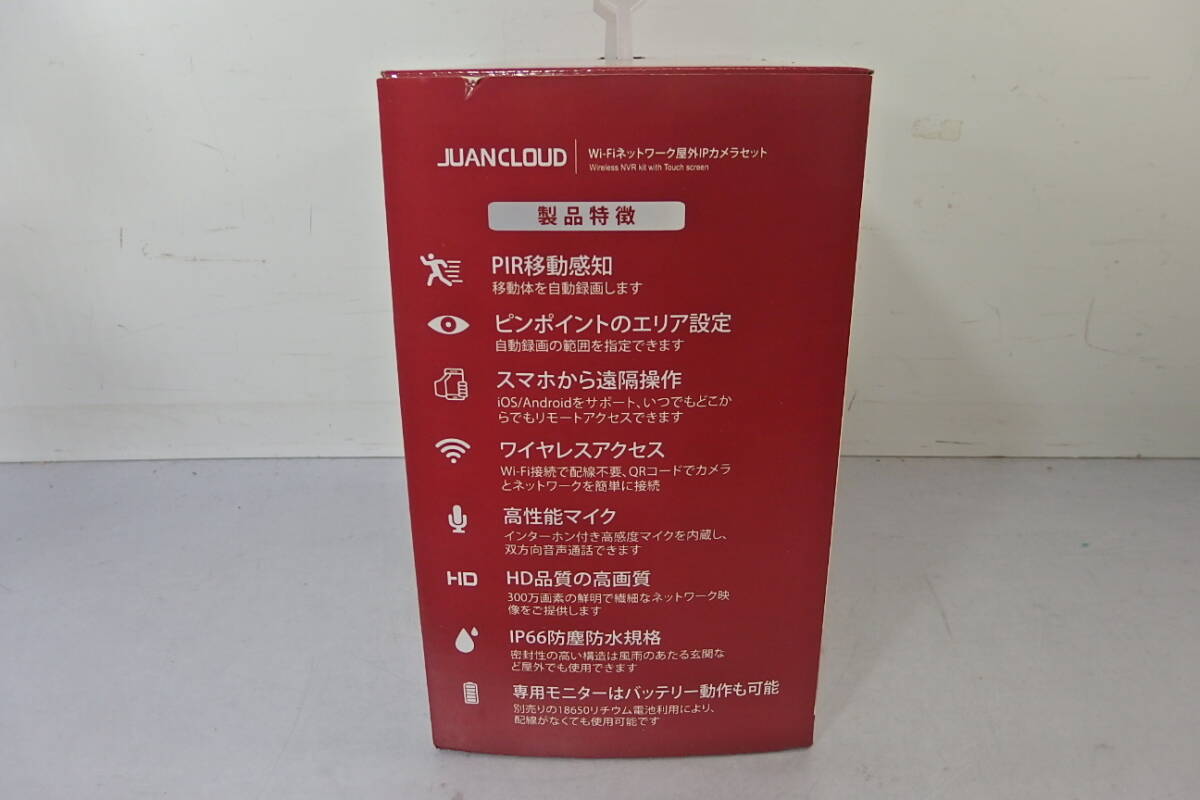 JUANCLOUD
Wi-Fiネットワーク屋外IPカメラセット
Wireless NVR kit with Touch screen
製品特徴
PIR移動感知
移動体を自動録画します
ピンポイントのエリア設定
自動録画の範囲を指定できます
スマホから遠隔操作
iOS/Androidをサポート、いつでもどこか
らでもリモートアクセスできます
ワイヤレスアクセス
Wi-Fi接続で配線不要、QRコードでカメラ
とネットワークを簡単に接続
高性能マイク
インターホン付き高感度マイクを内蔵し、
双方向音声通話できます
HD
HD品質の高画質
300万画素の鮮明で繊細なネットワーク映
像をご提供します
IP66防塵防水規格
密封性の高い構造は風雨のあたる玄関な
ど屋外でも使用できます
専用モニターはバッテリー動作も可能
別売りの18650リチウム電池利用により、
配線がなくても使用可能です